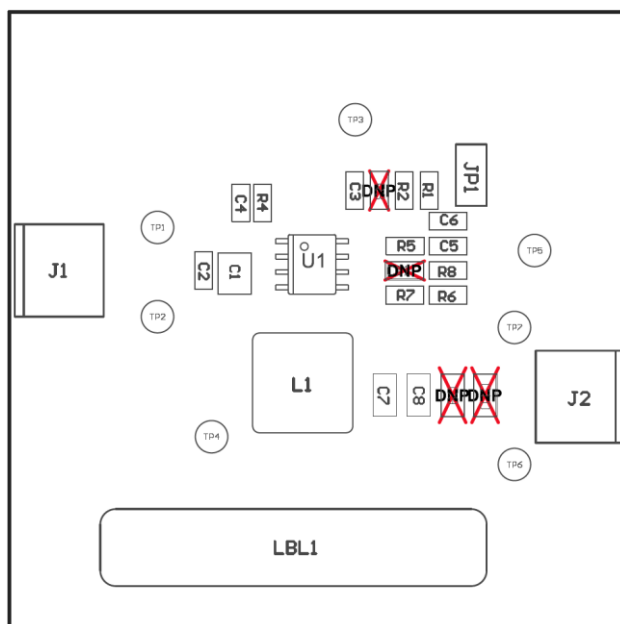 TP3
C3 DNP R2 R1 JP1
C4 R4
C6
TP1
R5 C5
U1
TP5
J1
C2 C1
DNP R8
R7 R6
TP2
TP7
L1
C7 C8 DNP DNP
J2
TP4
TP6
LBL1